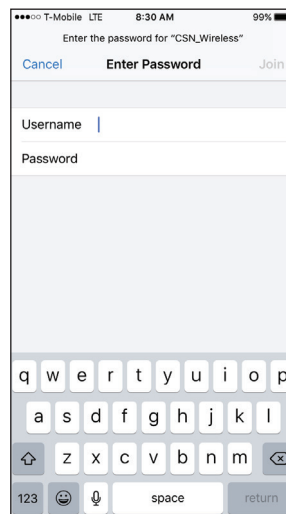 T-Mobile LTE 8:30 AM 99%
Enter the password for “CSN_Wireless”
Cancel Enter Password Join
Username
Password
q w e r t y u i o p
a s d f g h j k l
z x c v b n m
123 space return